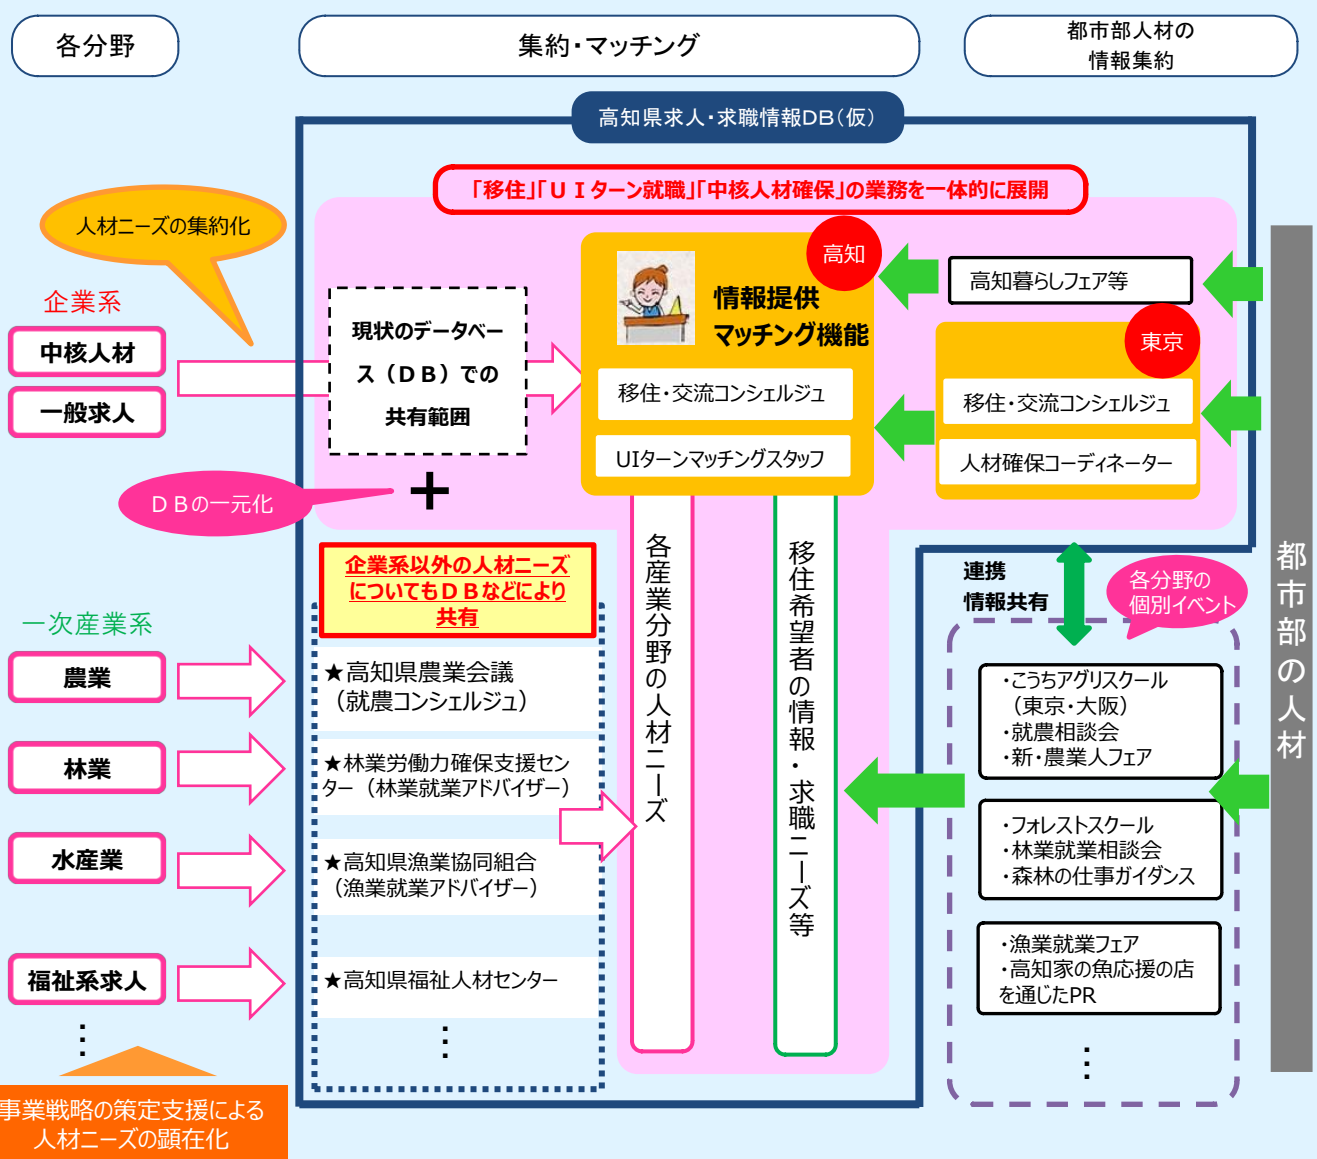 各分野
集約・マッチング
都市部人材の
情報集約
高知県求人・求職情報DB(仮)
「移住」「ＵＩターン就職」「中核人材確保」の業務を一体的に展開
人材ニーズの集約化
企業系
中核人材
一般求人
現状のデータベー
ス（ＤＢ）での
共有範囲
＋
ＤＢの一元化
高知
情報提供
マッチング機能
移住・交流コンシェルジュ
UIターンマッチングスタッフ
高知暮らしフェア等
東京
移住・交流コンシェルジュ
人材確保コーディネーター
都市部の人材
企業系以外の人材ニーズ
についてもＤＢなどにより
共有
各産業分野の人材ニーズ
移住希望者の情報・求職ニーズ等
連携
情報共有
各分野の
個別イベント
一次産業系
農業
林業
水産業
福祉系求人
⋮
★高知県農業会議
（就農コンシェルジュ）
★林業労働力確保支援セン
ター（林業就業アドバイザー）
★高知県漁業協同組合
（漁業就業アドバイザー）
★高知県福祉人材センター
⋮
・こうちアグリスクール
（東京・大阪）
・就農相談会
・新・農業人フェア
・フォレストスクール
・林業就業相談会
・森林の仕事ガイダンス
・漁業就業フェア
・高知家の魚応援の店
を通じたPR
⋮
事業戦略の策定支援による
人材ニーズの顕在化